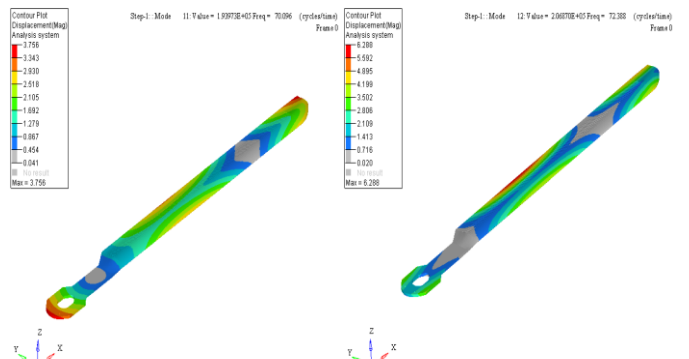 Contour Plot
Displacement(Mag)
Analysis system
3.756
3.343
2.930
2.518
2.105
1.692
1.279
0.867
0.454
0.041
No result
Max = 3.756
Step-1:: Mode 11: Value = 1.93973E+05 Freq = 70.096 (cycles/time)
Frame 0
Z
Y X
Contour Plot
Displacement(Mag)
Analysis system
6.288
5.592
4.895
4.198
3.502
2.806
2.109
1.413
0.716
0.020
No result
Max = 6.288
Step-1:: Mode 12: Value = 2.06870E+05 Freq = 72.388 (cycles/time)
Frame 0
Z
Y X